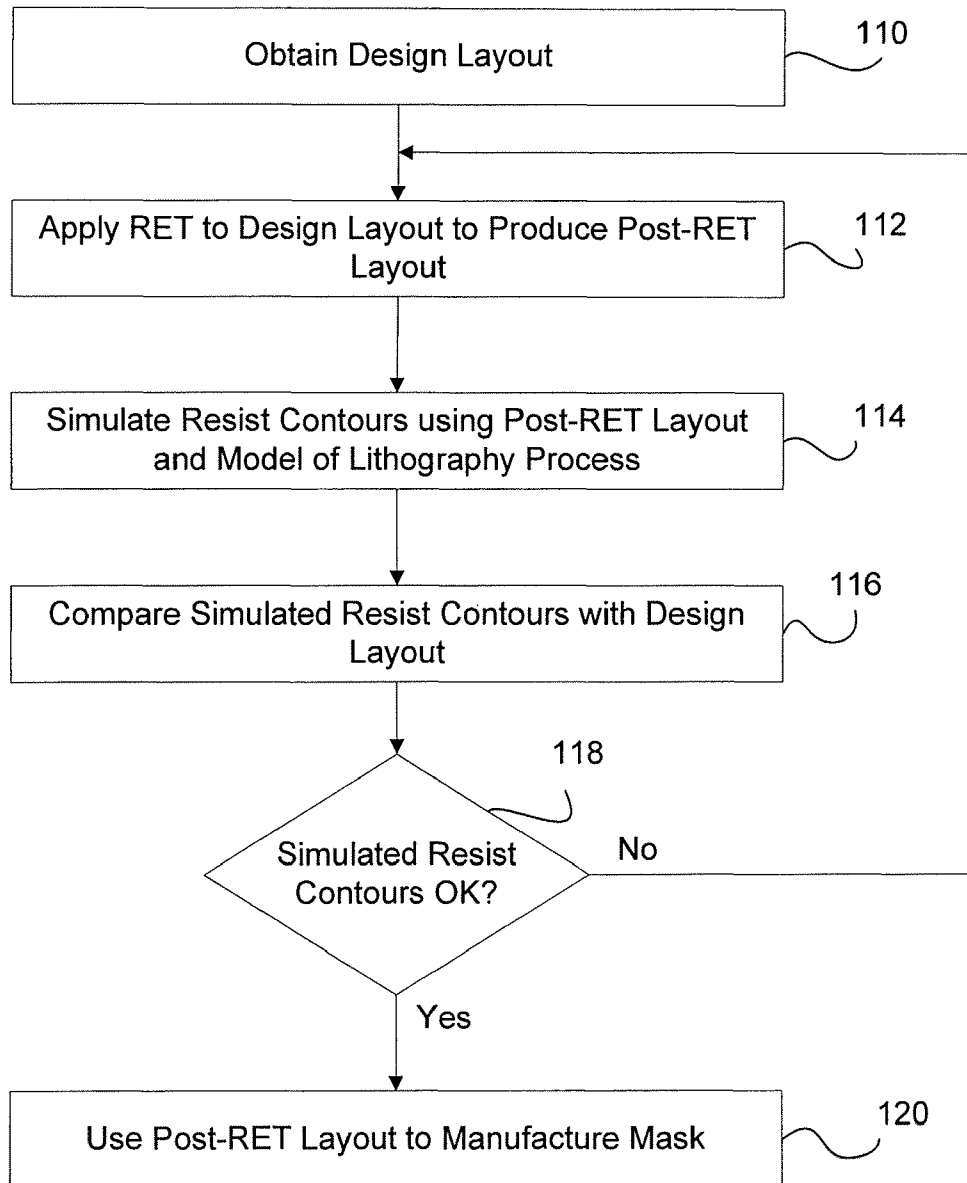 110
Obtain Design Layout
112
Apply RET to Design Layout to Produce Post-RET
Layout
114
Simulate Resist Contours using Post-RET Layout
and Model of Lithography Process
116
Compare Simulated Resist Contours with Design
Layout
118
Simulated Resist
Contours OK?
No
Yes
120
Use Post-RET Layout to Manufacture Mask